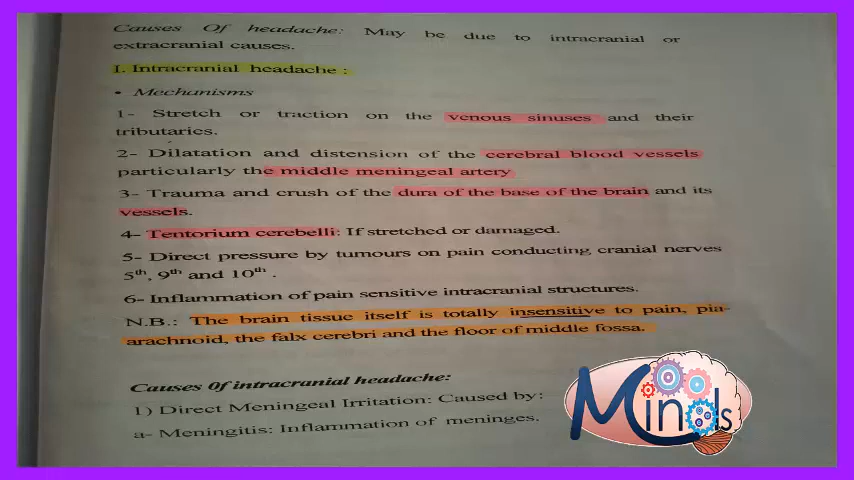 Causes Of headache: May be due to intracranial or
extracranial causes.
I. Intracranial headache :
• Mechanisms
1- Stretch or traction on the venous sinuses and their
tributaries.
2- Dilatation and distension of the cerebral blood vessels
particularly the middle meningeal artery
3- Trauma and crush of the dura of the base of the brain and its
vessels.
4- Tentorium cerebelli: If stretched or damaged.
5- Direct pressure by tumours on pain conducting cranial nerves
5th, 9th and 10th .
6- Inflammation of pain sensitive intracranial structures.
N.B.: The brain tissue itself is totally insensitive to pain, pia-
arachnoid, the falx cerebri and the floor of middle fossa.
Causes 0f intracranial headache:
1) Direct Meningeal Irritation: Caused by:
a- Meningitis: Inflammation of meninges.
Minds